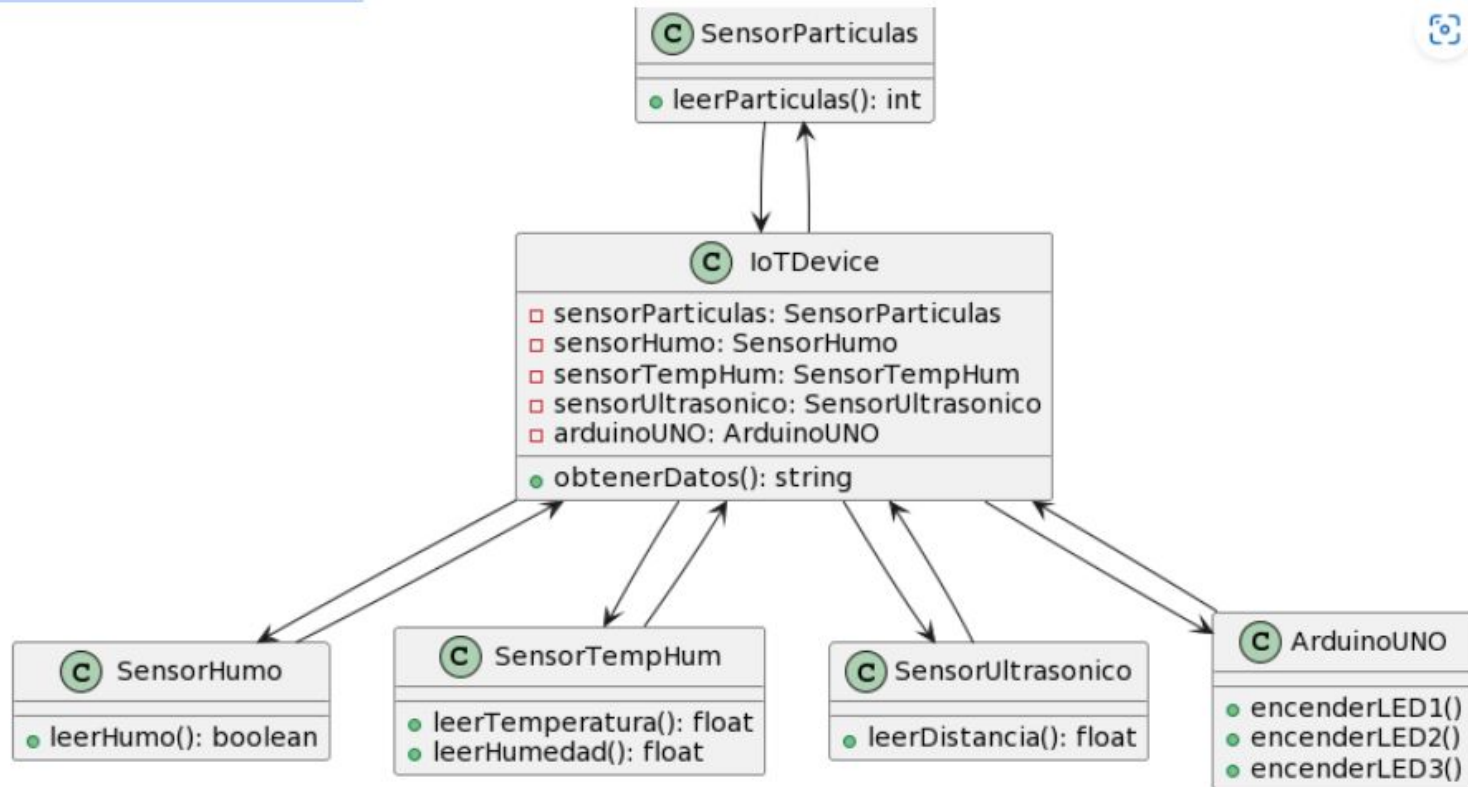 C SensorParticulas
leerParticulas(): int
C IoTDevice
sensorParticulas: SensorParticulas
sensorHumo: SensorHumo
sensorTempHum: SensorTempHum
sensorUltrasonico: SensorUltrasonico
arduinoUNO: ArduinoUNO
obtenerDatos(): string
C SensorHumo
leerHumo(): boolean
C SensorTempHum
leerTemperatura(): float
leerHumedad(): float
C SensorUltrasonico
leerDistancia(): float
C ArduinoUNO
encenderLED1()
encenderLED2()
encenderLED3()